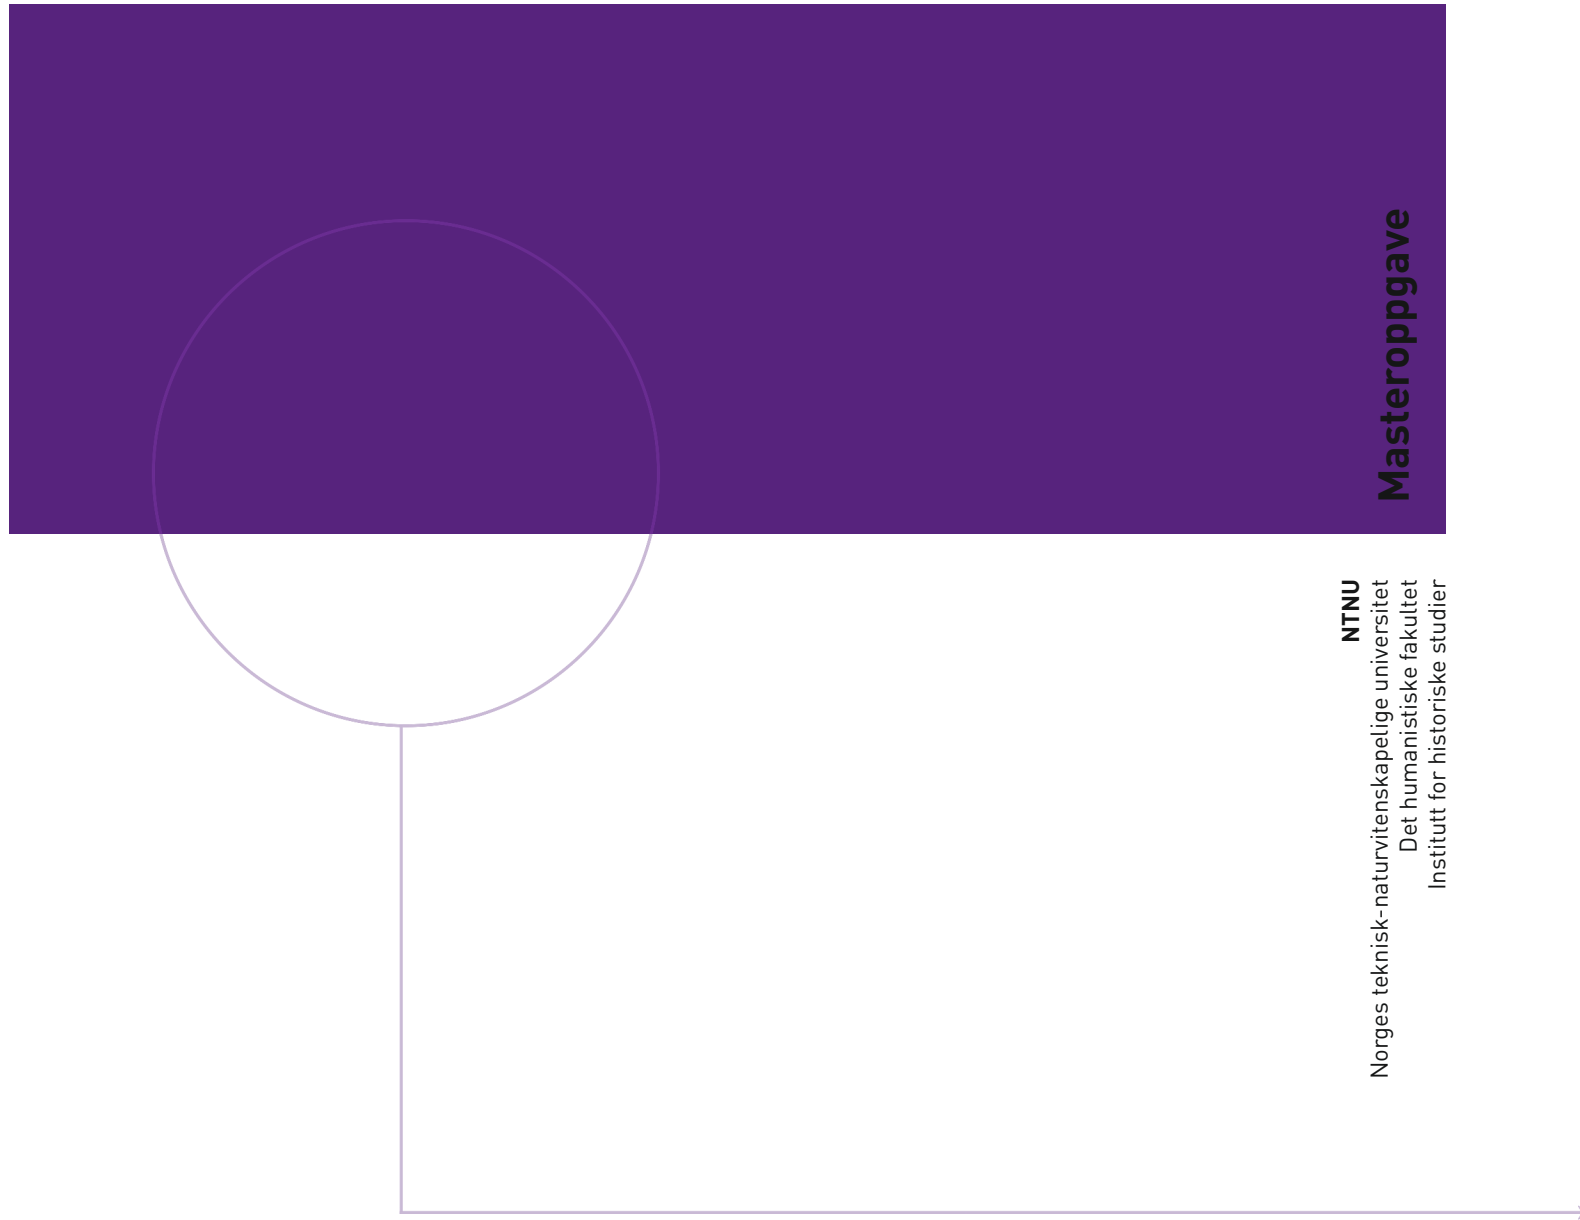 Masteroppgave
NTNU
Norges teknisk-naturvitenskapelige universitet
Det humanistiske fakultet
Institutt for historiske studier